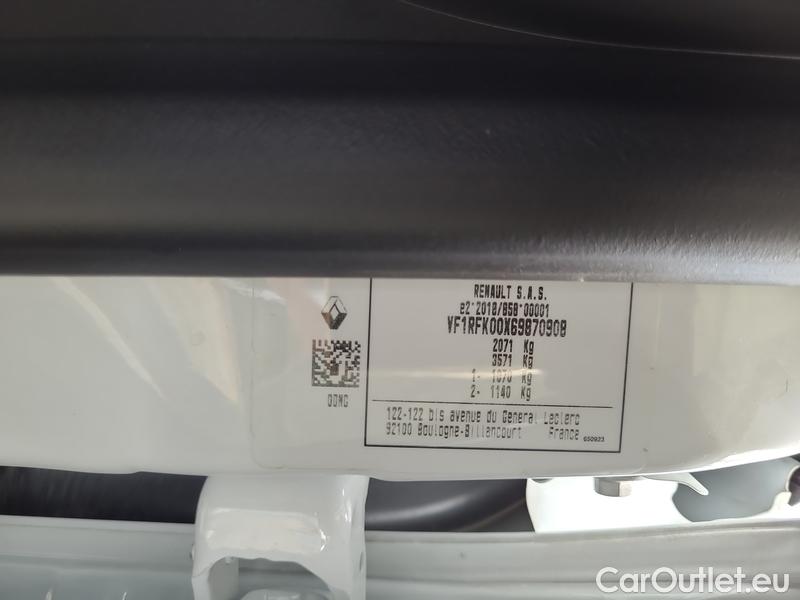 RENAULT S.A.S.
e2*2018/858*00001
VF1RFK00X69870908
2071 Kg
3571 Kg
1- 1070 Kg
2- 1140 Kg
122-122 bis avenue du General Leclerc
92100 Boulogne-Billancourt France
650923
CarOutlet.eu